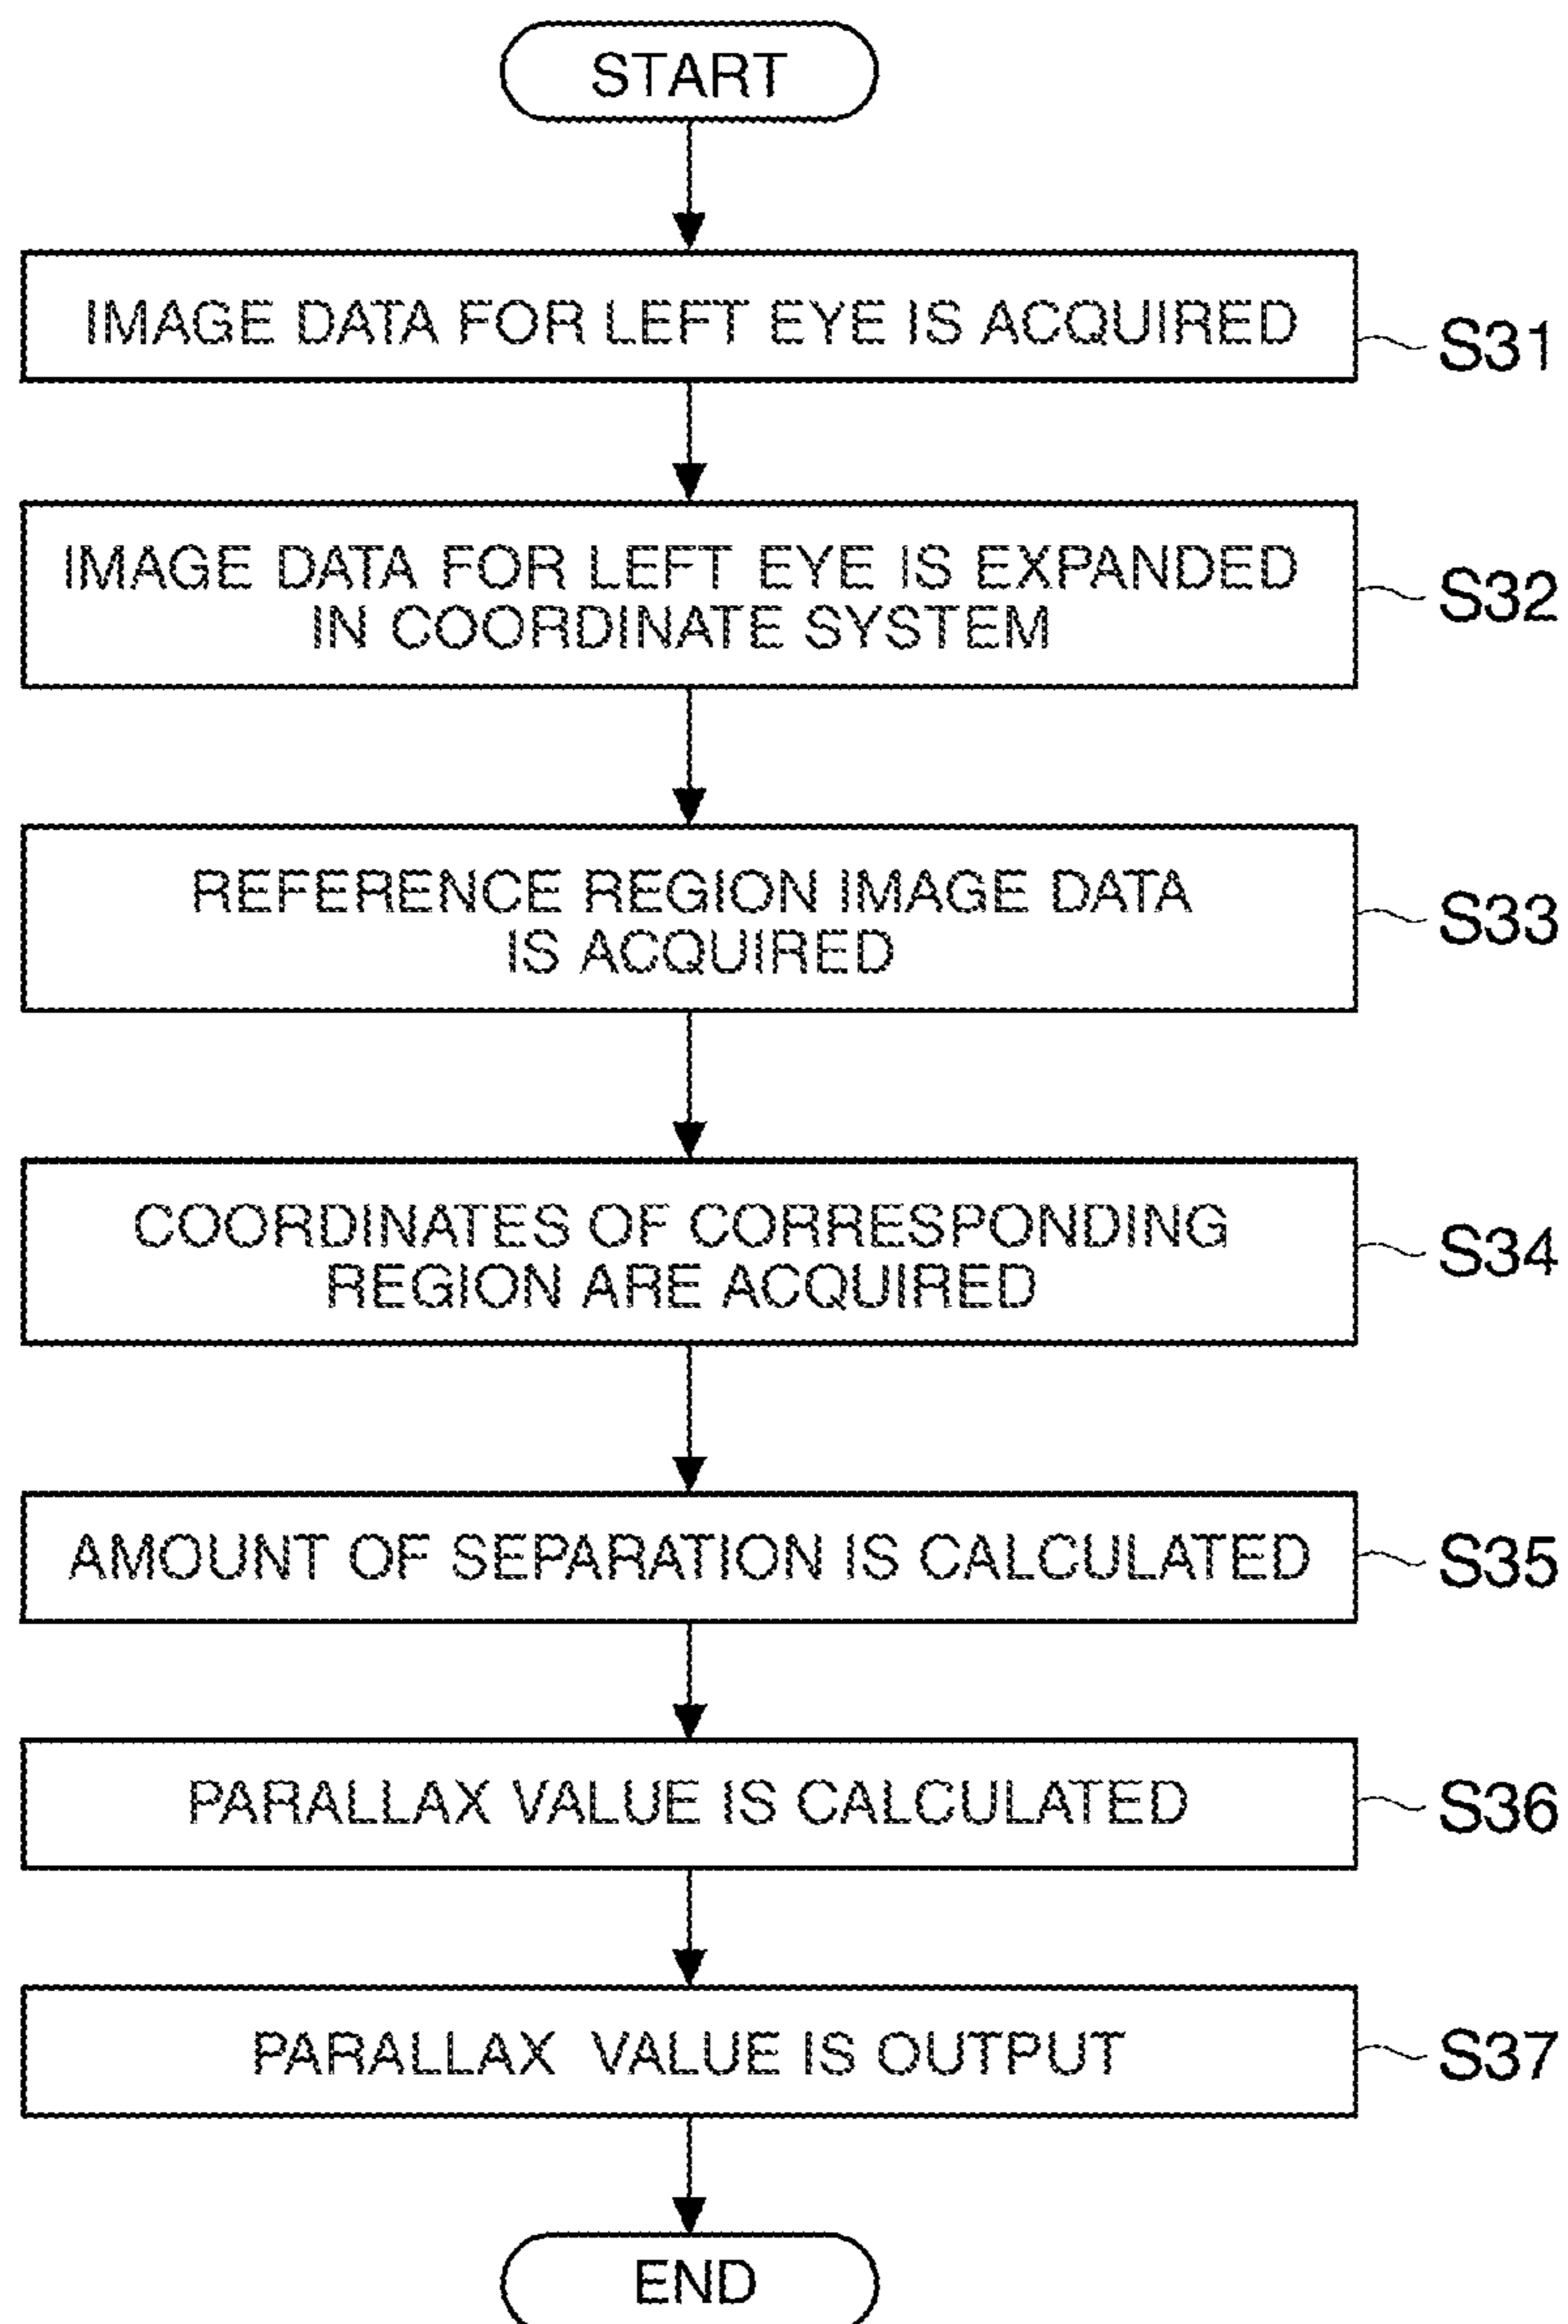 START
IMAGE DATA FOR LEFT EYE IS ACQUIRED
S31
IMAGE DATA FOR LEFT EYE IS EXPANDED
IN COORDINATE SYSTEM
S32
REFERENCE REGION IMAGE DATA
IS ACQUIRED
S33
COORDINATES OF CORRESPONDING
REGION ARE ACQUIRED
S34
AMOUNT OF SEPARATION IS CALCULATED
S35
PARALLAX VALUE IS CALCULATED
S36
PARALLAX VALUE IS OUTPUT
S37
END